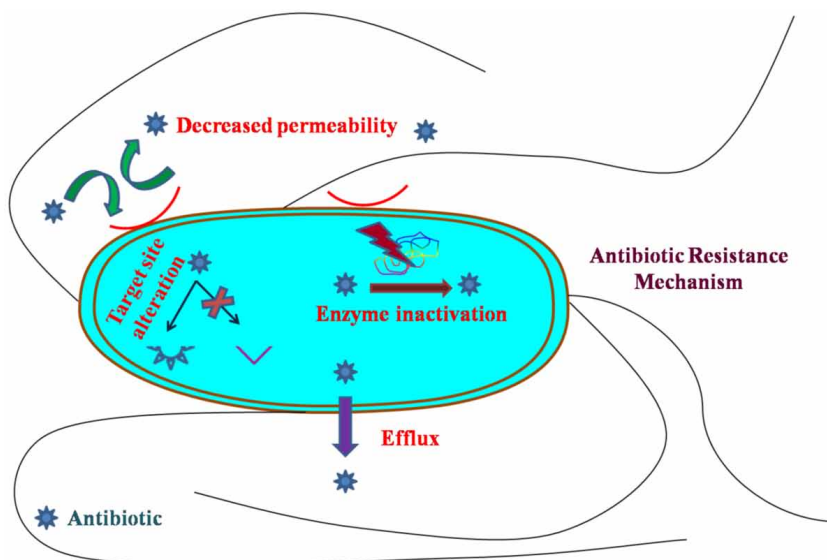 Decreased permeability
Target site
alteration
Antibiotic Resistance
Mechanism
Enzyme inactivation
Efflux
Antibiotic